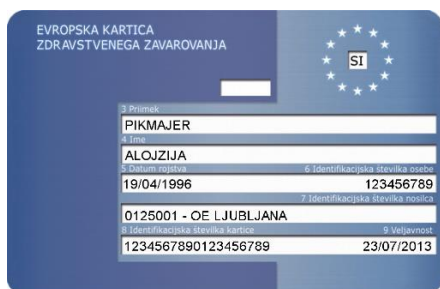 EVROPSKA KARTICA
ZDRAVSTVENEGA ZAVAROVANJA
SI
3 Priimek
PIKMAJER
4 Ime
ALOJZIJA
5 Datum rojstva 6 Identifikacijska številka osebe
19/04/1996 123456789
7 Identifikacijska številka nosilca
0125001 - OE LJUBLJANA
8 Identifikacijska številka kartice 9 Veljavnost
1234567890123456789 23/07/2013